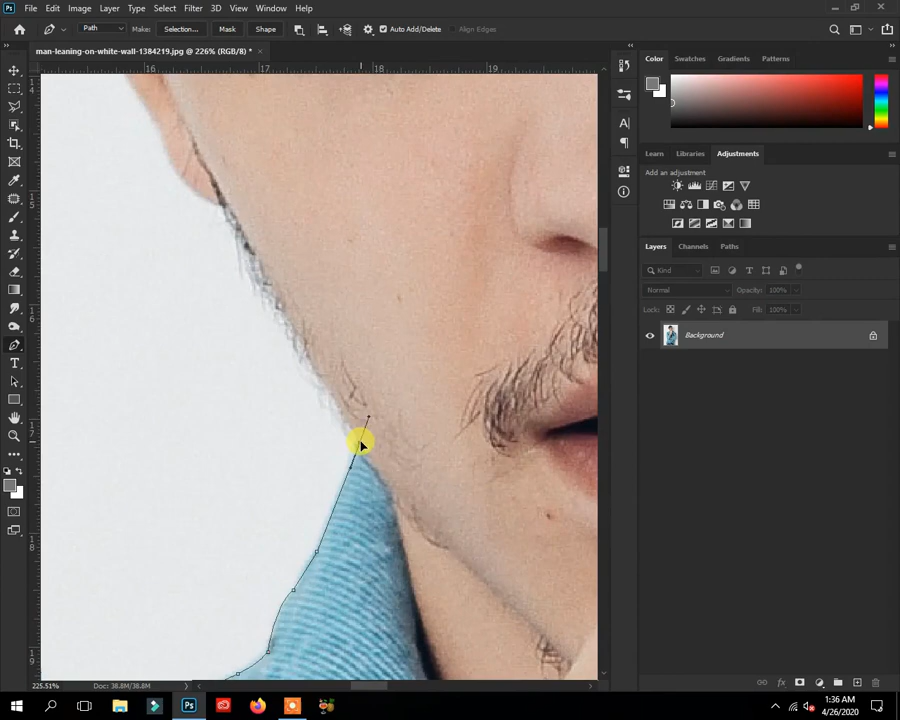 Ps File Edit Image Layer Type Select Filter 3D View Window Help
Path Make: Selection... Mask Shape Auto Add/Delete Align Edges
man-leaning-on-white-wall-1384219.jpg @ 226% (RGB/8) * ×
16 17 18 19
Color Swatches Gradients Patterns
Learn Libraries Adjustments
Add an adjustment
Layers Channels Paths
Kind
Normal Opacity: 100%
Lock: Fill: 100%
Background
225.51% Doc: 38.8M/38.8M
Ps 1:36 AM
4/26/2020